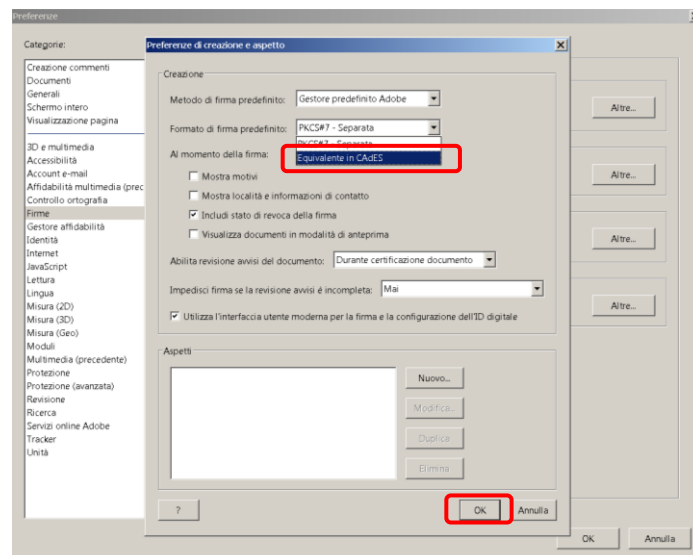 Preferenze
Categorie:
Creazione commenti
Documenti
Generali
Schermo intero
Visualizzazione pagina
3D e multimedia
Accessibilità
Account e-mail
Affidabilità multimedia (prec
Controllo ortografia
Firme
Gestore affidabilità
Identità
Internet
JavaScript
Lettura
Lingua
Misura (2D)
Misura (3D)
Misura (Geo)
Moduli
Multimedia (precedente)
Protezione
Protezione (avanzata)
Revisione
Ricerca
Servizi online Adobe
Tracker
Unità
Preferenze di creazione e aspetto
Creazione
Metodo di firma predefinito: Gestore predefinito Adobe
Formato di firma predefinito: PKCS#7 - Separata
PKCS#7 - Separata
Al momento della firma: Equivalente in CAdES
Mostra motivi
Mostra località e informazioni di contatto
Includi stato di revoca della firma
Visualizza documenti in modalità di anteprima
Abilita revisione avvisi del documento: Durante certificazione documento
Impedisci firma se la revisione avvisi è incompleta: Mai
Utilizza l'interfaccia utente moderna per la firma e la configurazione dell'ID digitale
Aspetti
Nuovo...
Modifica...
Duplica
Elimina
? OK Annulla
Altre...
Altre...
Altre...
Altre...
OK Annulla